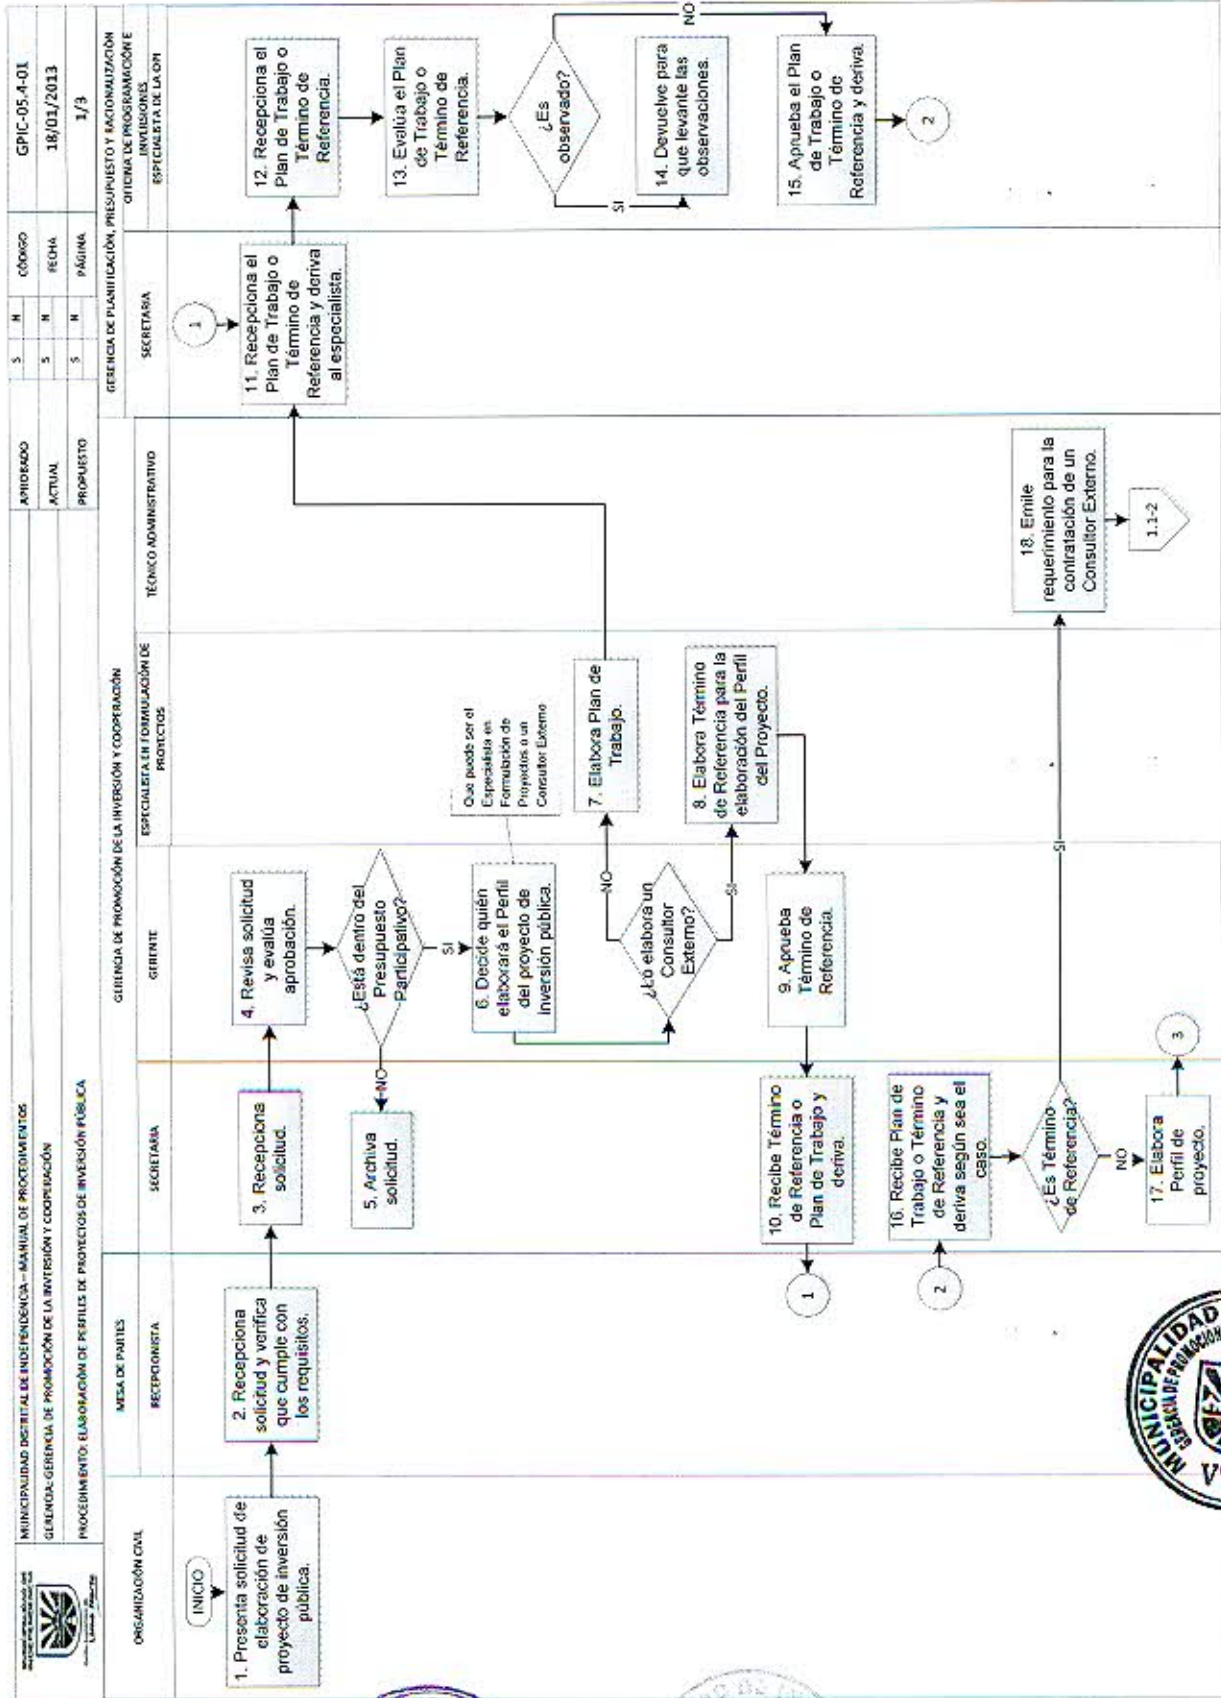 MUNICIPALIDAD DISTRITAL DE INDEPENDENCIA – MANUAL DE PROCEDIMIENTOS
GERENCIA: GERENCIA DE PROMOCIÓN DE LA INVERSIÓN Y COOPERACIÓN
PROCEDIMIENTO: ELABORACIÓN DE PERFILES DE PROYECTOS DE INVERSIÓN PÚBLICA
APROBADO S N CÓDIGO GPIC-05.4-01
ACTUAL S N FECHA 18/01/2013
PROPUESTO S N PÁGINA 1/3
ORGANIZACIÓN CIVIL
MESA DE PARTES
RECEPCIONISTA
GERENCIA DE PROMOCIÓN DE LA INVERSIÓN Y COOPERACIÓN
SECRETARIA
GERENTE
ESPECIALISTA EN FORMULACIÓN DE
PROYECTOS
TÉCNICO ADMINISTRATIVO
GERENCIA DE PLANIFICACIÓN, PRESUPUESTO Y RACIONALIZACIÓN
SECRETARIA
OFICINA DE PROGRAMACIÓN E
INVERSIONES
ESPECIALISTA DE LA OPI
INICIO
1. Presenta solicitud de
elaboración de
proyecto de inversión
pública.
2. Recepciona
solicitud y verifica
que cumple con
los requisitos.
3. Recepciona
solicitud.
4. Revisa solicitud
y evalúa
aprobación.
¿Está dentro del
Presupuesto
Participativo?
NO
5. Archiva
solicitud.
SI
6. Decide quién
elaborará el Perfil
del proyecto de
inversión pública.
Que puede ser el
Especialista en
Formulación de
Proyectos o un
Consultor Externo
¿Lo elabora un
Consultor
Externo?
NO
7. Elabora Plan de
Trabajo.
SI
8. Elabora Término
de Referencia para la
elaboración del Perfil
del Proyecto.
9. Aprueba
Término de
Referencia.
10. Recibe Término
de Referencia o
Plan de Trabajo y
deriva.
1
1
11. Recepciona el
Plan de Trabajo o
Término de
Referencia y deriva
al especialista.
12. Recepciona el
Plan de Trabajo o
Término de
Referencia.
13. Evalúa el Plan
de Trabajo o
Término de
Referencia.
¿Es
observado?
SI
NO
14. Devuelve para
que levante las
observaciones.
15. Aprueba el Plan
de Trabajo o
Término de
Referencia y deriva.
2
2
16. Recibe Plan de
Trabajo o Término
de Referencia y
deriva según sea el
caso.
¿Es Término
de Referencia?
NO
17. Elabora
Perfil de
proyecto.
3
SI
18. Emite
requerimiento para la
contratación de un
Consultor Externo.
1.1-2
MUNICIPALIDAD
GERENCIA DE PROMOCIÓN